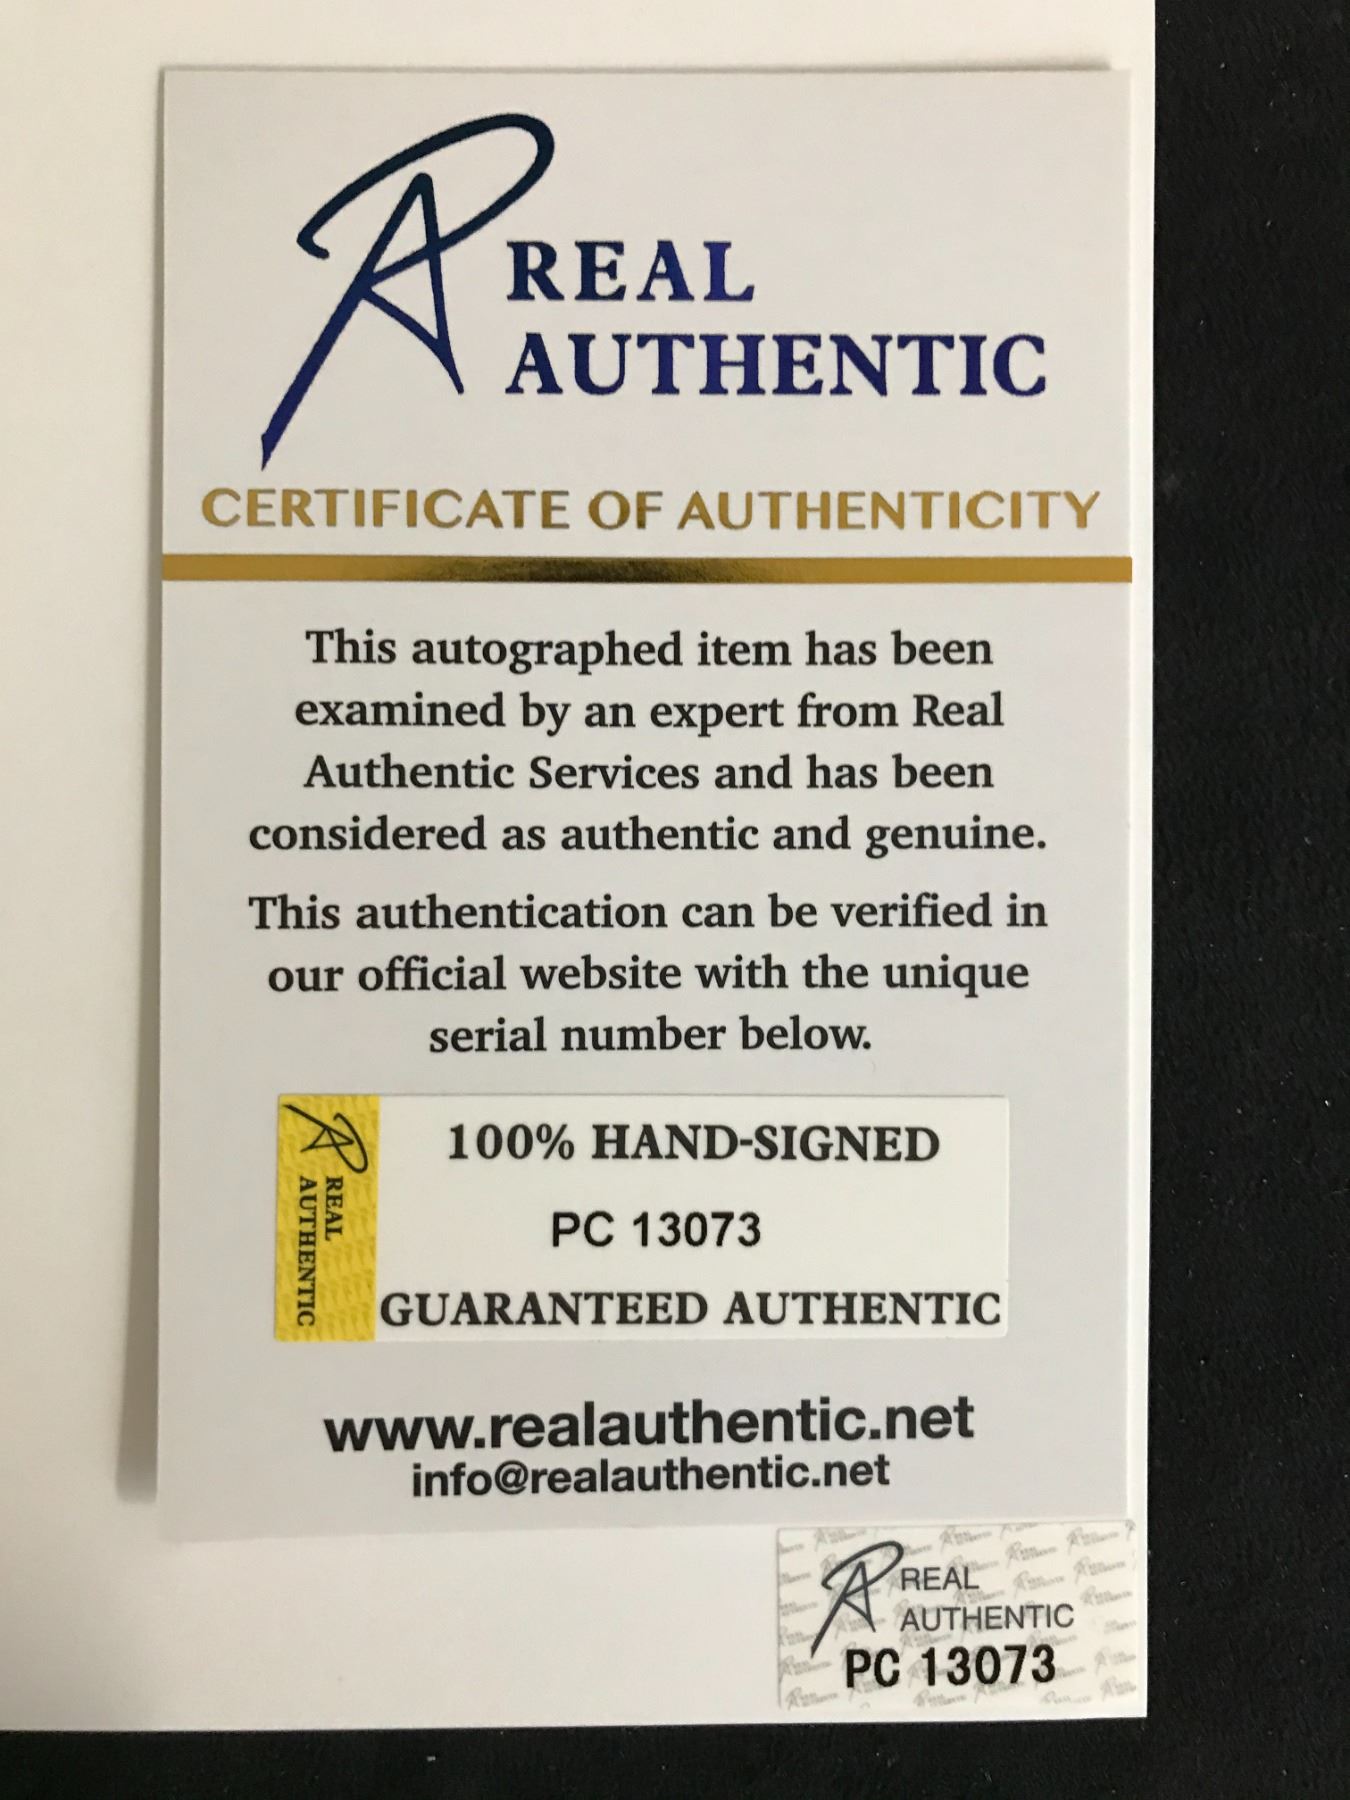 REAL
AUTHENTIC
CERTIFICATE OF AUTHENTICITY
This autographed item has been
examined by an expert from Real
Authentic Services and has been
considered as authentic and genuine.
This authentication can be verified in
our official website with the unique
serial number below.
REAL
AUTHENTIC
100% HAND-SIGNED
PC 13073
GUARANTEED AUTHENTIC
www.realauthentic.net
info@realauthentic.net
REAL
AUTHENTIC
PC 13073